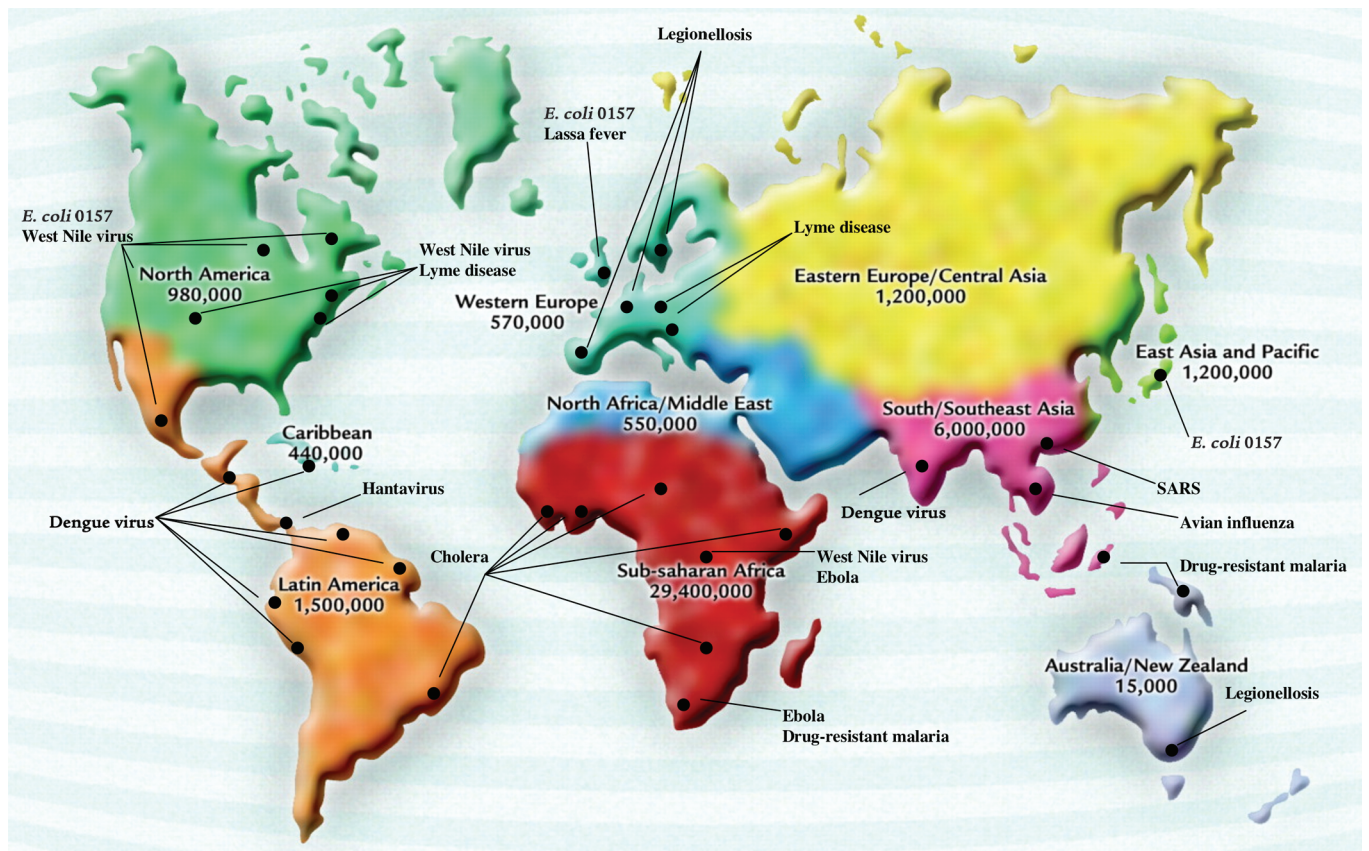 Legionellosis
E. coli 0157
Lassa fever
E. coli 0157
West Nile virus
North America
980,000
West Nile virus
Lyme disease
Lyme disease
Western Europe
570,000
Eastern Europe/Central Asia
1,200,000
East Asia and Pacific
1,200,000
North Africa/Middle East
550,000
South/Southeast Asia
6,000,000
Caribbean
440,000
E. coli 0157
Hantavirus
SARS
Dengue virus
Dengue virus
Avian influenza
Cholera
West Nile virus
Ebola
Sub-saharan Africa
29,400,000
Drug-resistant malaria
Latin America
1,500,000
Australia/New Zealand
15,000
Legionellosis
Ebola
Drug-resistant malaria